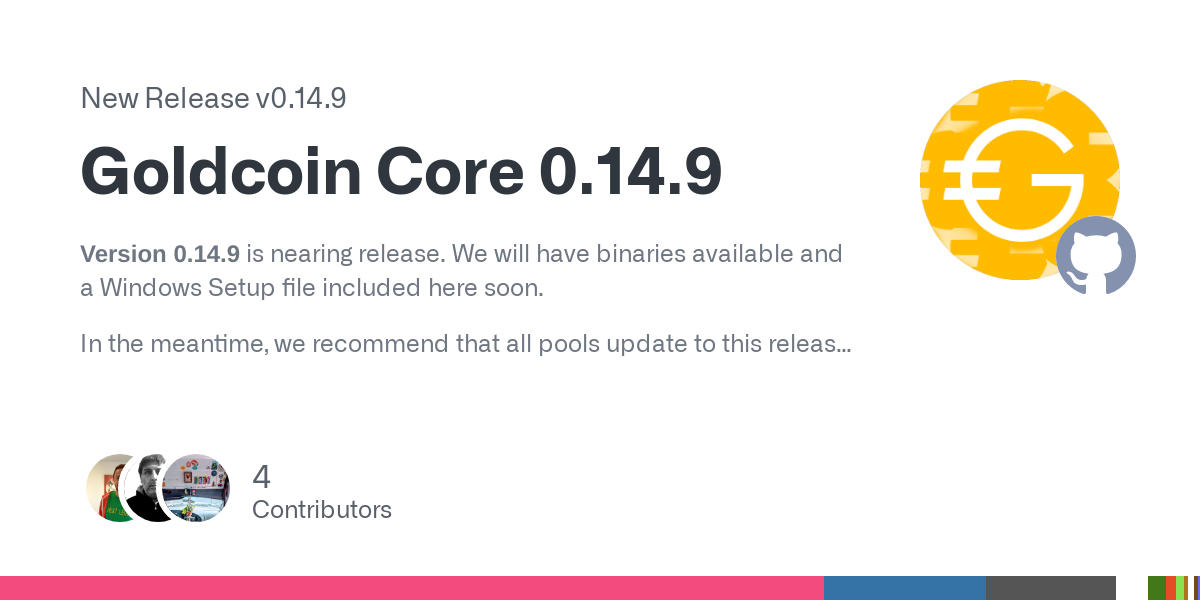 New Release v0.14.9
Goldcoin Core 0.14.9
Version 0.14.9 is nearing release. We will have binaries available and
a Windows Setup file included here soon.
In the meantime, we recommend that all pools update to this releas...
4
Contributors